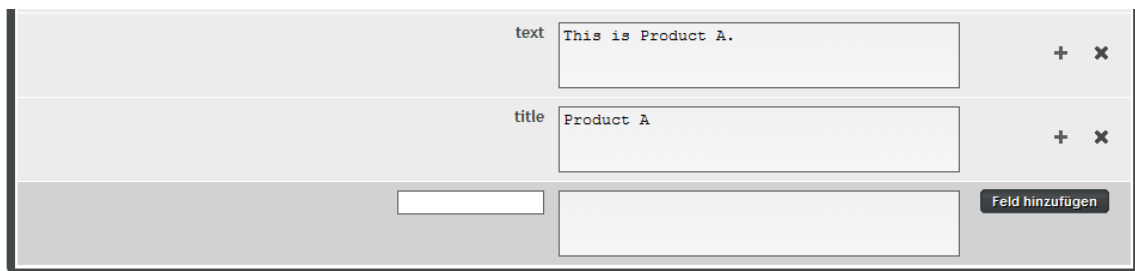 text
This is Product A.
title
Product A
Feld hinzufügen